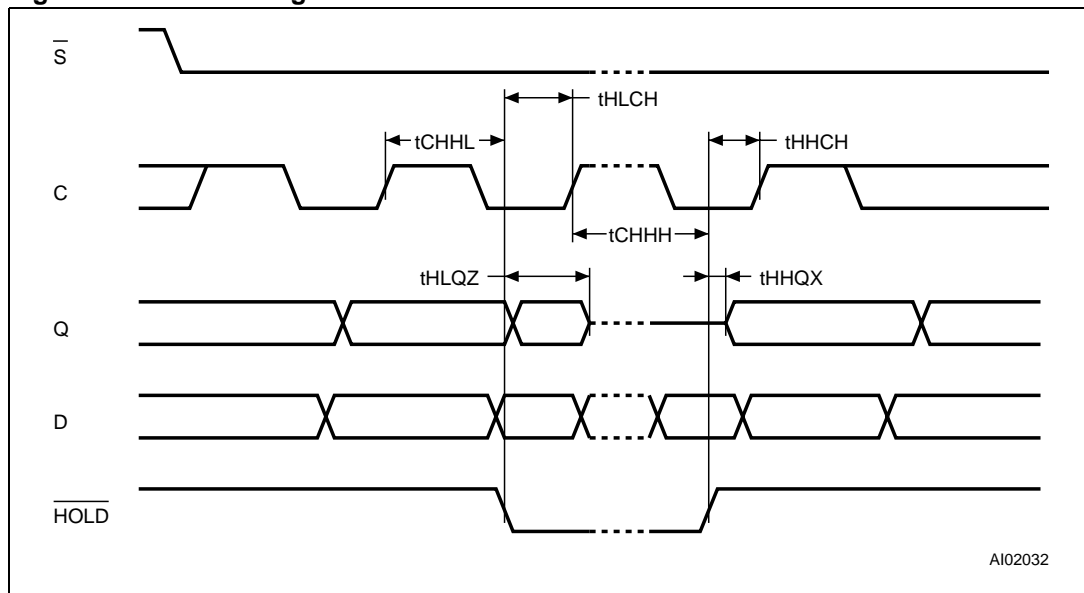 S
tHLCH
tCHHL
tHHCH
C
tCHHH
tHLQZ
tHHQX
Q
D
HOLD
AI02032